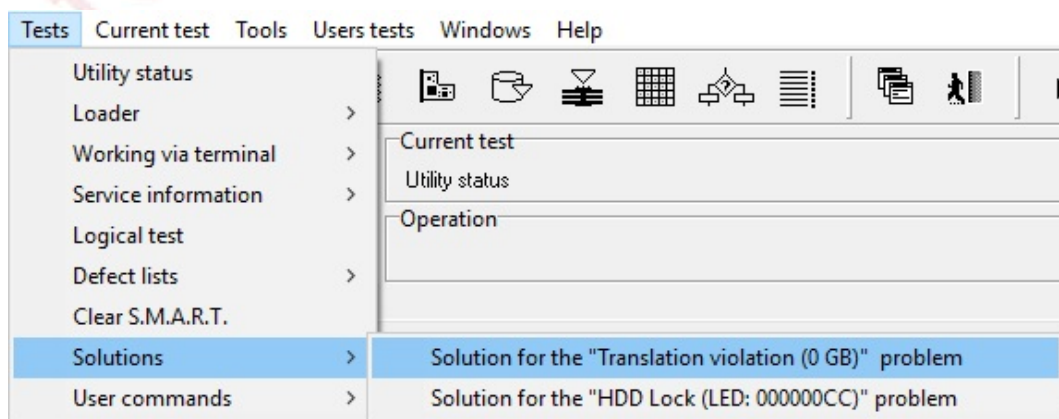 Tests Current test Tools Users tests Windows Help
Utility status
Loader
Working via terminal
Service information
Logical test
Defect lists
Clear S.M.A.R.T.
Solutions
User commands
Current test
Utility status
Operation
Solution for the "Translation violation (0 GB)" problem
Solution for the "HDD Lock (LED: 000000CC)" problem